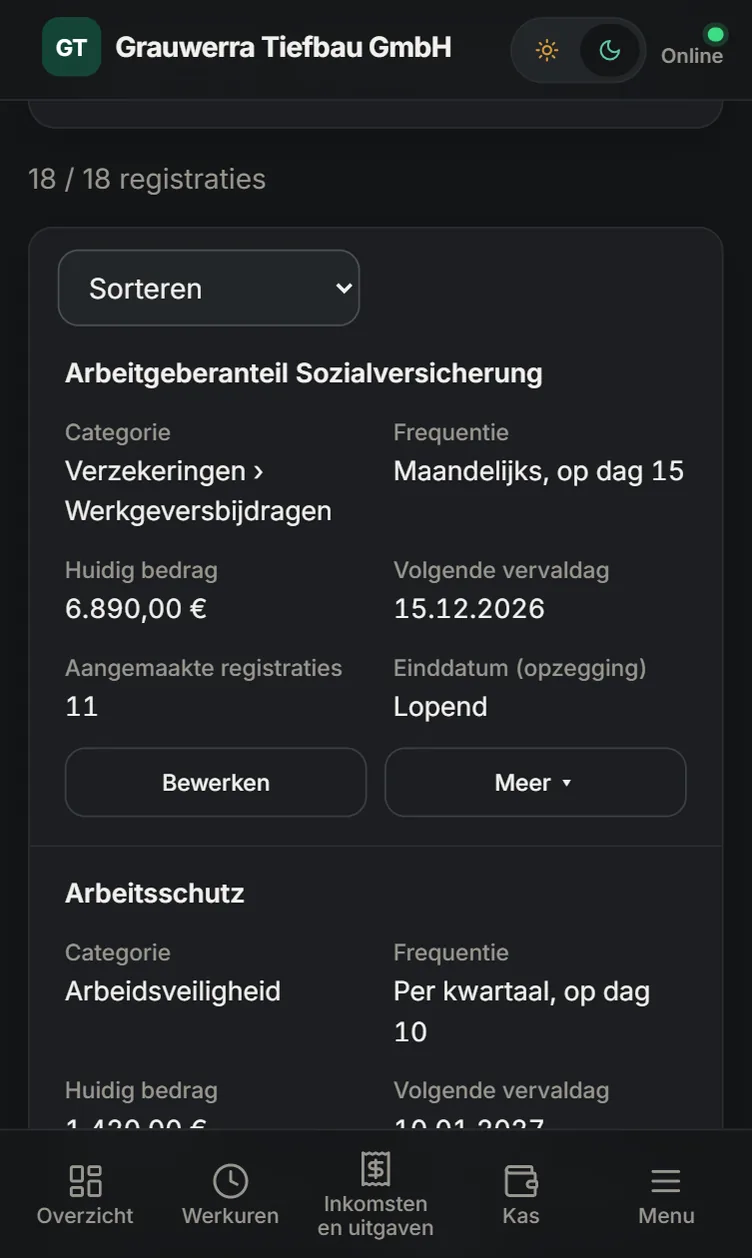 GT Grauwerra Tiefbau GmbH
Online
18 / 18 registraties
Sorteren
Arbeitgeberanteil Sozialversicherung
Categorie Frequentie
Verzekeringen › Maandelijks, op dag 15
Werkgeversbijdragen
Huidig bedrag Volgende vervaldag
6.890,00 € 15.12.2026
Aangemaakte registraties Einddatum (opzegging)
11 Lopend
Bewerken Meer ▾
Arbeitsschutz
Categorie Frequentie
Arbeidsveiligheid Per kwartaal, op dag
10
Huidig bedrag Volgende vervaldag
10.01.2027
Overzicht Werkuren Inkomsten en uitgaven Kas Menu